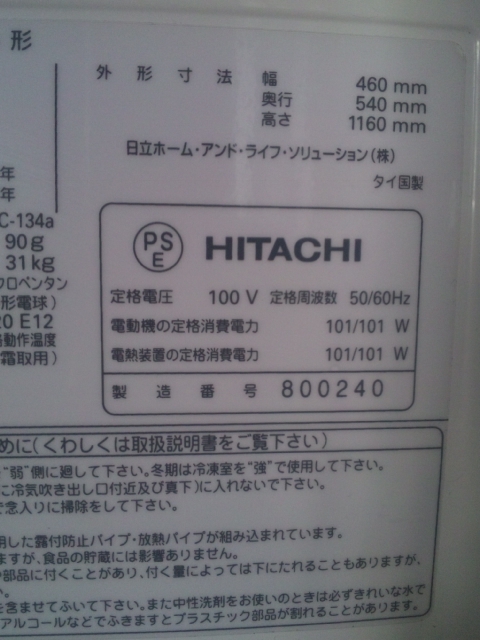 形
外形寸法 幅 460 mm
奥行 540 mm
高さ 1160 mm
日立ホーム・アンド・ライフ・ソリューション(株)
タイ国製
年
年
C-134a
90g
31kg
クロペンタン
形電球)
20 E12
動作温度
霜取用)
PS
E
HITACHI
定格電圧 100 V 定格周波数 50/60Hz
電動機の定格消費電力 101/101 W
電熱装置の定格消費電力 101/101 W
製造番号 800240
めに(くわしくは取扱説明書をご覧下さい)
"弱"側に廻して下さい。冬期は冷凍室を"強"で使用して下さい。
に冷気吹き出し口付近及び真下)に入れないで下さい。
で念入りに掃除をして下さい。
用した露付防止パイプ・放熱パイプが組み込まれています。
ますが、食品の貯蔵には影響ありません。
や部品に付くことがあり、付く量によっては下にたれることもありますが、
い。
を含ませてふいて下さい。また中性洗剤をお使いのときは必ずきれいな水で
アルコールなどでふきますとプラスチック部品が割れることがあります。